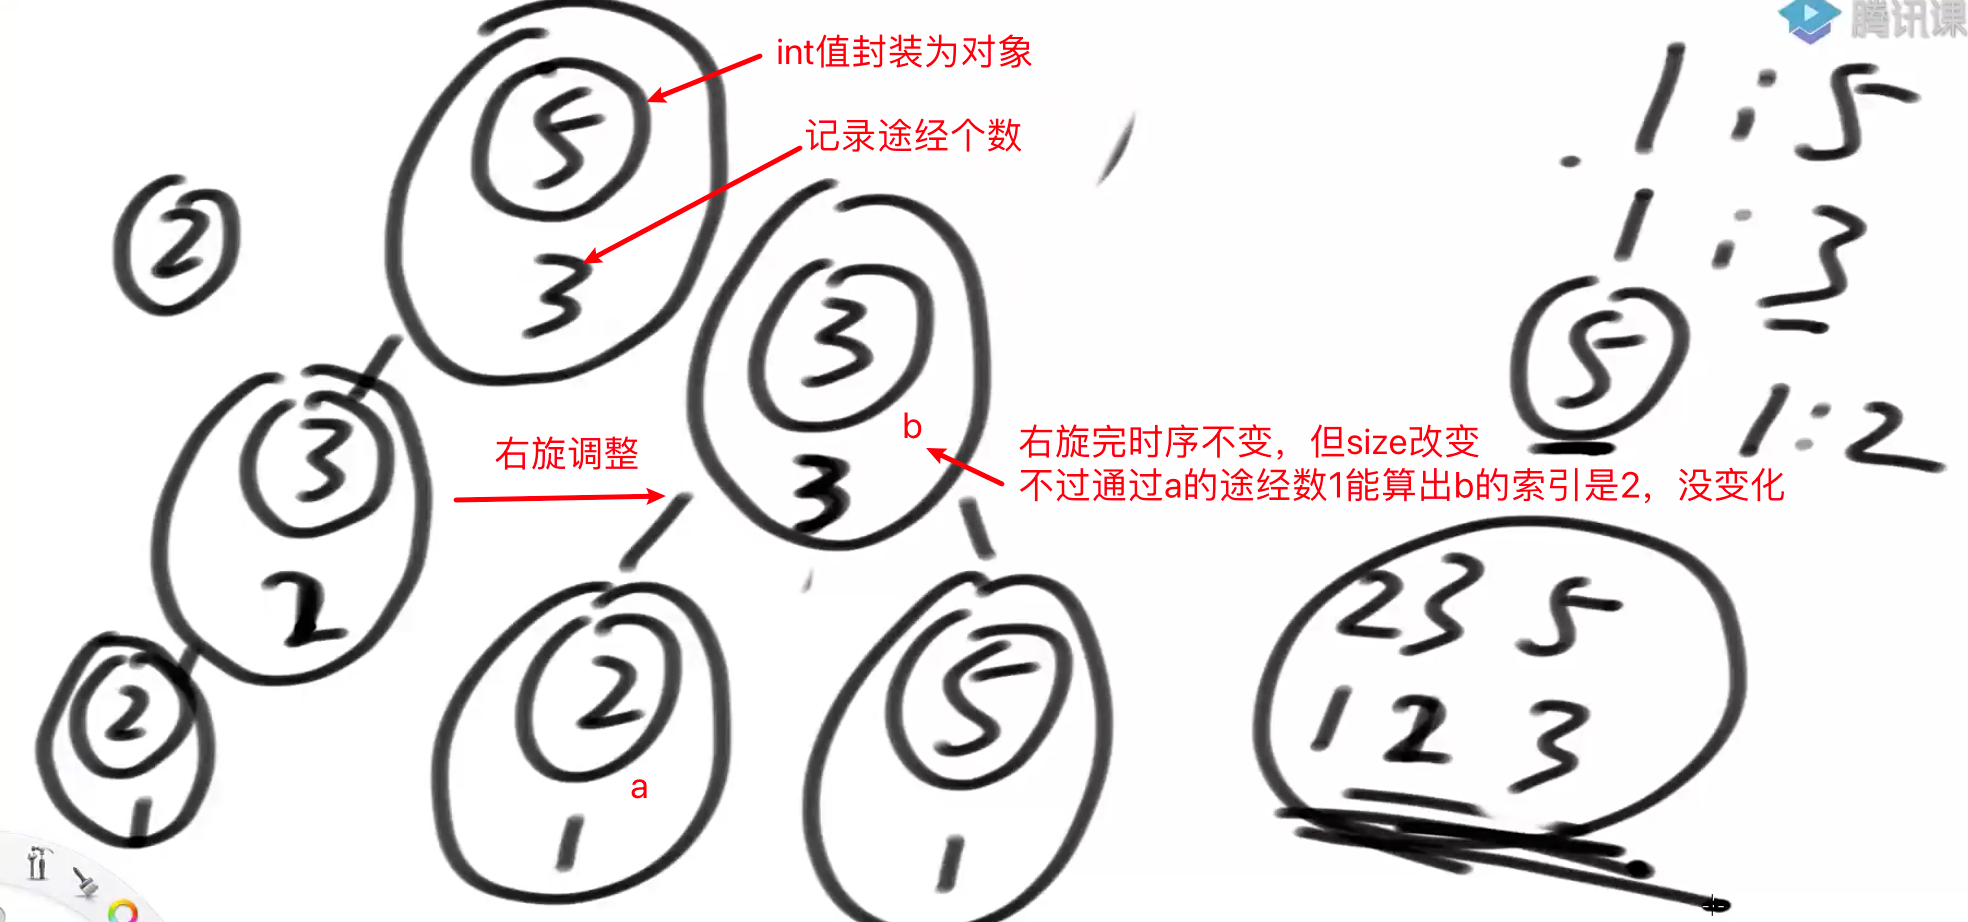 腾讯课
int值封装为对象
5
记录途经个数
3
1:5
1:3
5
1:2
2
3
2
2
1
右旋调整
3
b
3
右旋完时序不变，但size改变
不过通过a的途经数1能算出b的索引是2，没变化
2
a
1
5
1
2 3 5
1 2 3